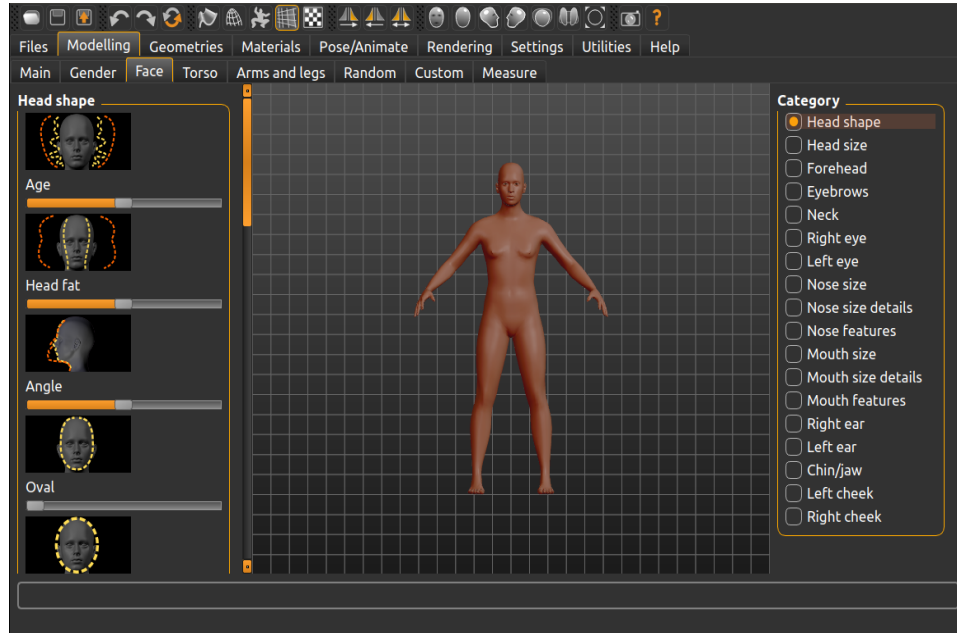 ?
Files Modelling Geometries Materials Pose/Animate Rendering Settings Utilities Help
Main Gender Face Torso Arms and legs Random Custom Measure
Head shape
Age
Head fat
Angle
Oval
Category
Head shape
Head size
Forehead
Eyebrows
Neck
Right eye
Left eye
Nose size
Nose size details
Nose features
Mouth size
Mouth size details
Mouth features
Right ear
Left ear
Chin/jaw
Left cheek
Right cheek